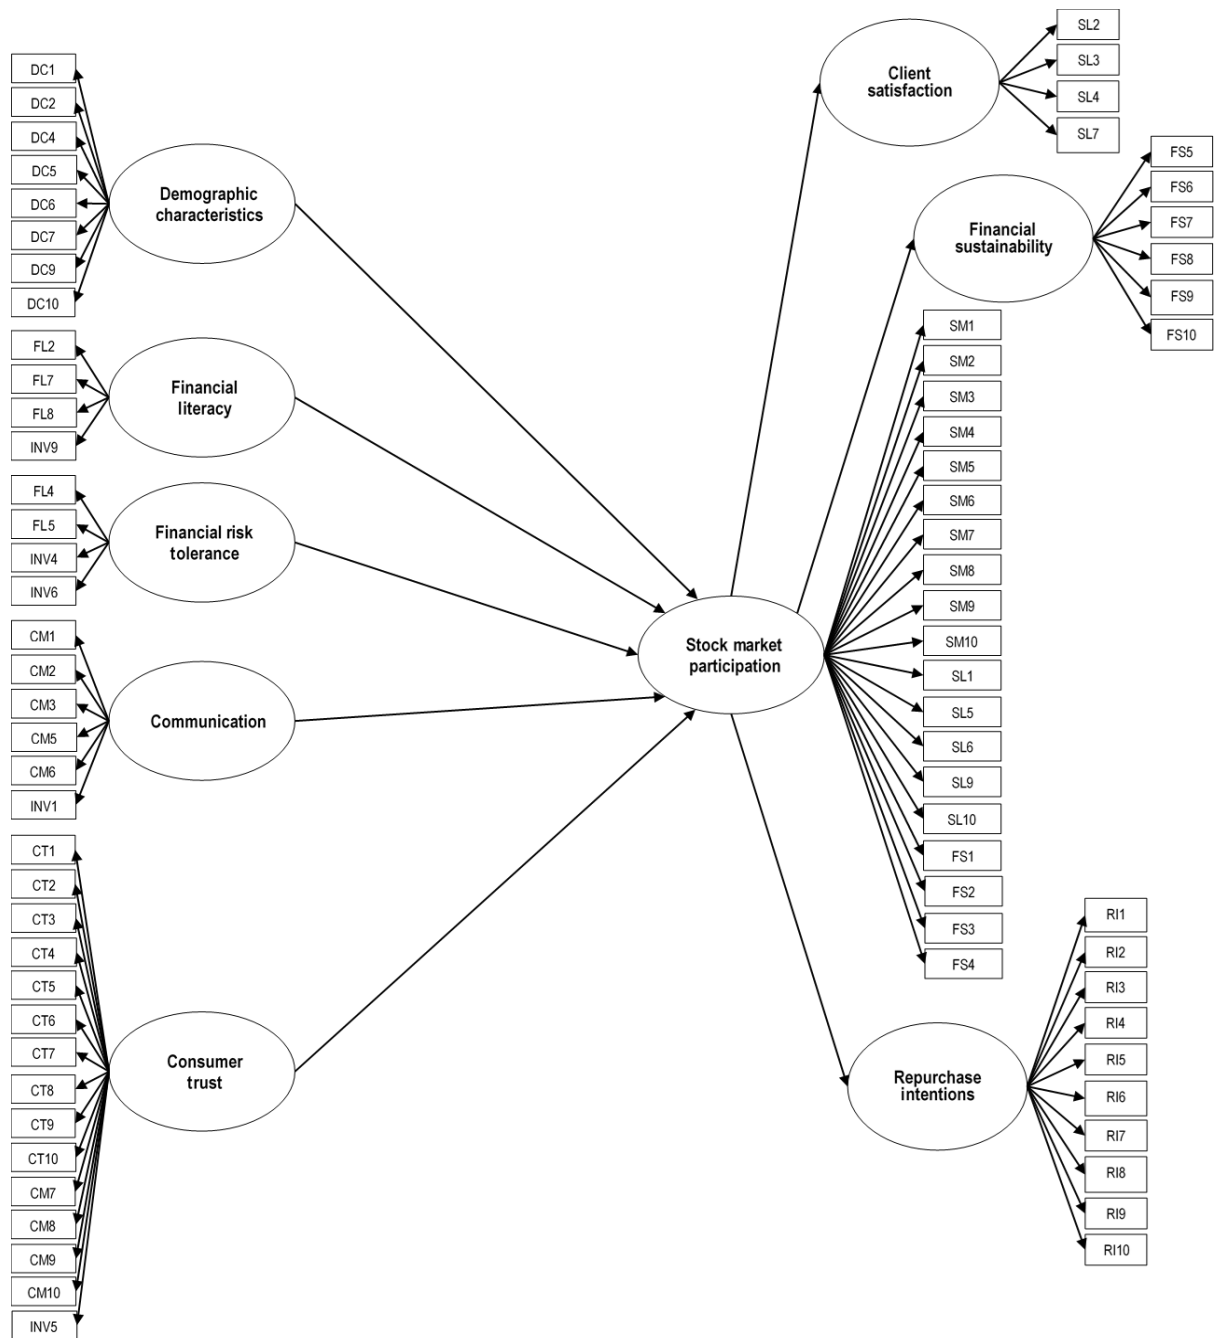 DC1
DC2
DC4
DC5
DC6
DC7
DC9
DC10
Demographic
characteristics
FL2
FL7
FL8
INV9
Financial
literacy
FL4
FL5
INV4
INV6
Financial risk
tolerance
CM1
CM2
CM3
CM5
CM6
INV1
Communication
CT1
CT2
CT3
CT4
CT5
CT6
CT7
CT8
CT9
CT10
CM7
CM8
CM9
CM10
INV5
Consumer
trust
Stock market
participation
Client
satisfaction
SL2
SL3
SL4
SL7
Financial
sustainability
FS5
FS6
FS7
FS8
FS9
FS10
SM1
SM2
SM3
SM4
SM5
SM6
SM7
SM8
SM9
SM10
SL1
SL5
SL6
SL9
SL10
FS1
FS2
FS3
FS4
Repurchase
intentions
RI1
RI2
RI3
RI4
RI5
RI6
RI7
RI8
RI9
RI10